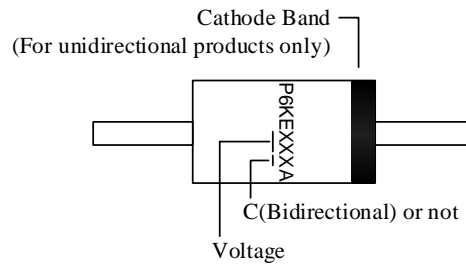 Cathode Band
(For unidirectional products only)
P6KEXXXA
C(Bidirectional) or not
Voltage